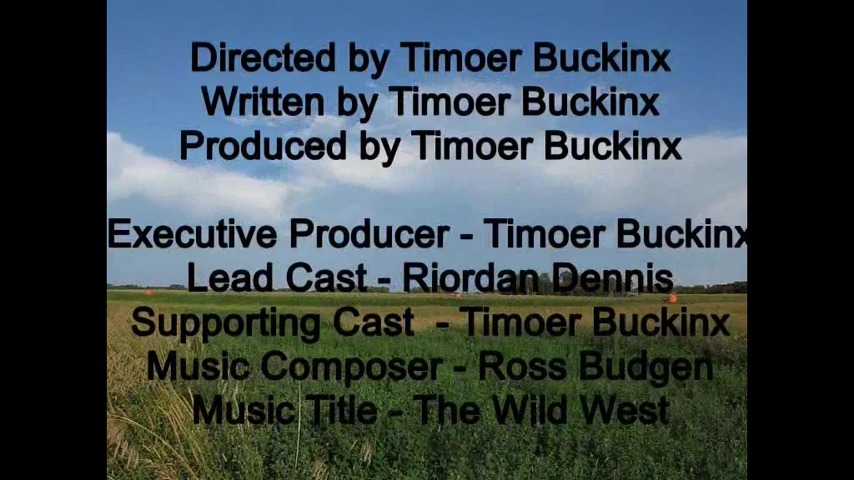 Directed by Timoer Buckinx
Written by Timoer Buckinx
Produced by Timoer Buckinx
Executive Producer - Timoer Buckinx
Lead Cast - Riordan Dennis
Supporting Cast - Timoer Buckinx
Music Composer - Ross Budgen
Music Title - The Wild West